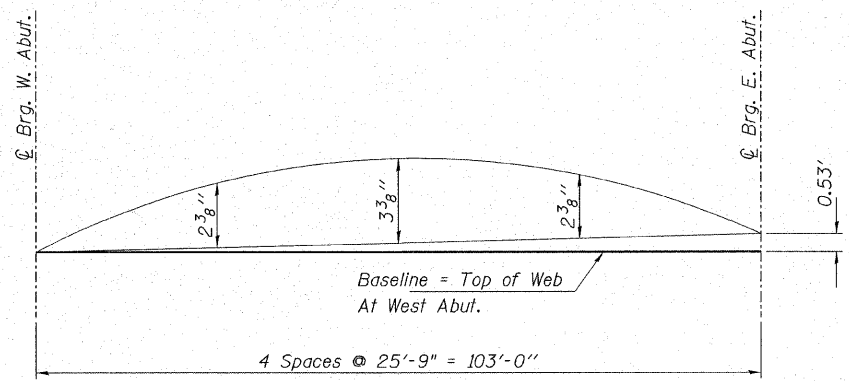 ℄ Brg. W. Abut.
℄ Brg. E. Abut.
2 3/8"
3 3/8"
2 3/8"
0.53'
Baseline = Top of Web
At West Abut.
4 Spaces @ 25'-9" = 103'-0"